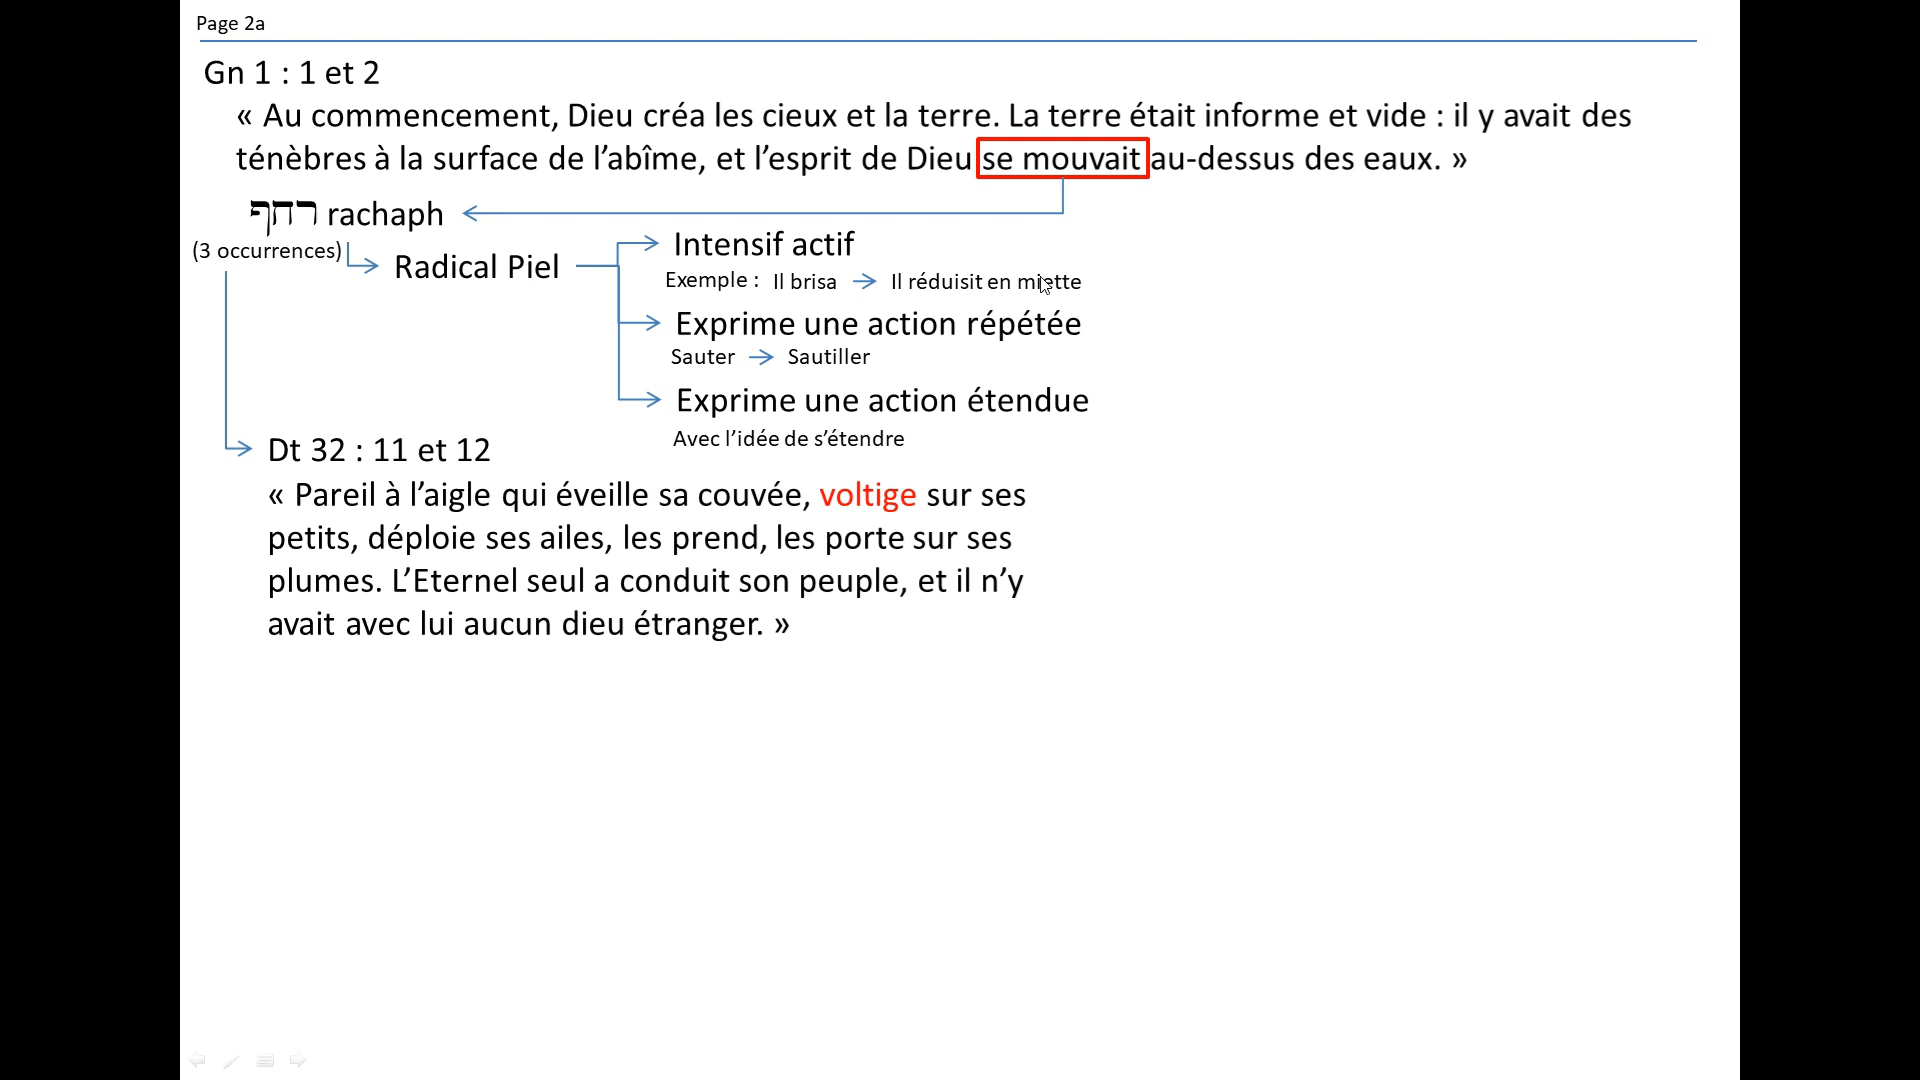 Page 2a
Gn 1 : 1 et 2
« Au commencement, Dieu créa les cieux et la terre. La terre était informe et vide : il y avait des
ténèbres à la surface de l’abîme, et l’esprit de Dieu se mouvait au-dessus des eaux. »
רחף rachaph
(3 occurrences)
Radical Piel
Intensif actif
Exemple : Il brisa → Il réduisit en miette
Exprime une action répétée
Sauter → Sautiller
Exprime une action étendue
Avec l’idée de s’étendre
Dt 32 : 11 et 12
« Pareil à l’aigle qui éveille sa couvée, voltige sur ses
petits, déploie ses ailes, les prend, les porte sur ses
plumes. L’Eternel seul a conduit son peuple, et il n’y
avait avec lui aucun dieu étranger. »